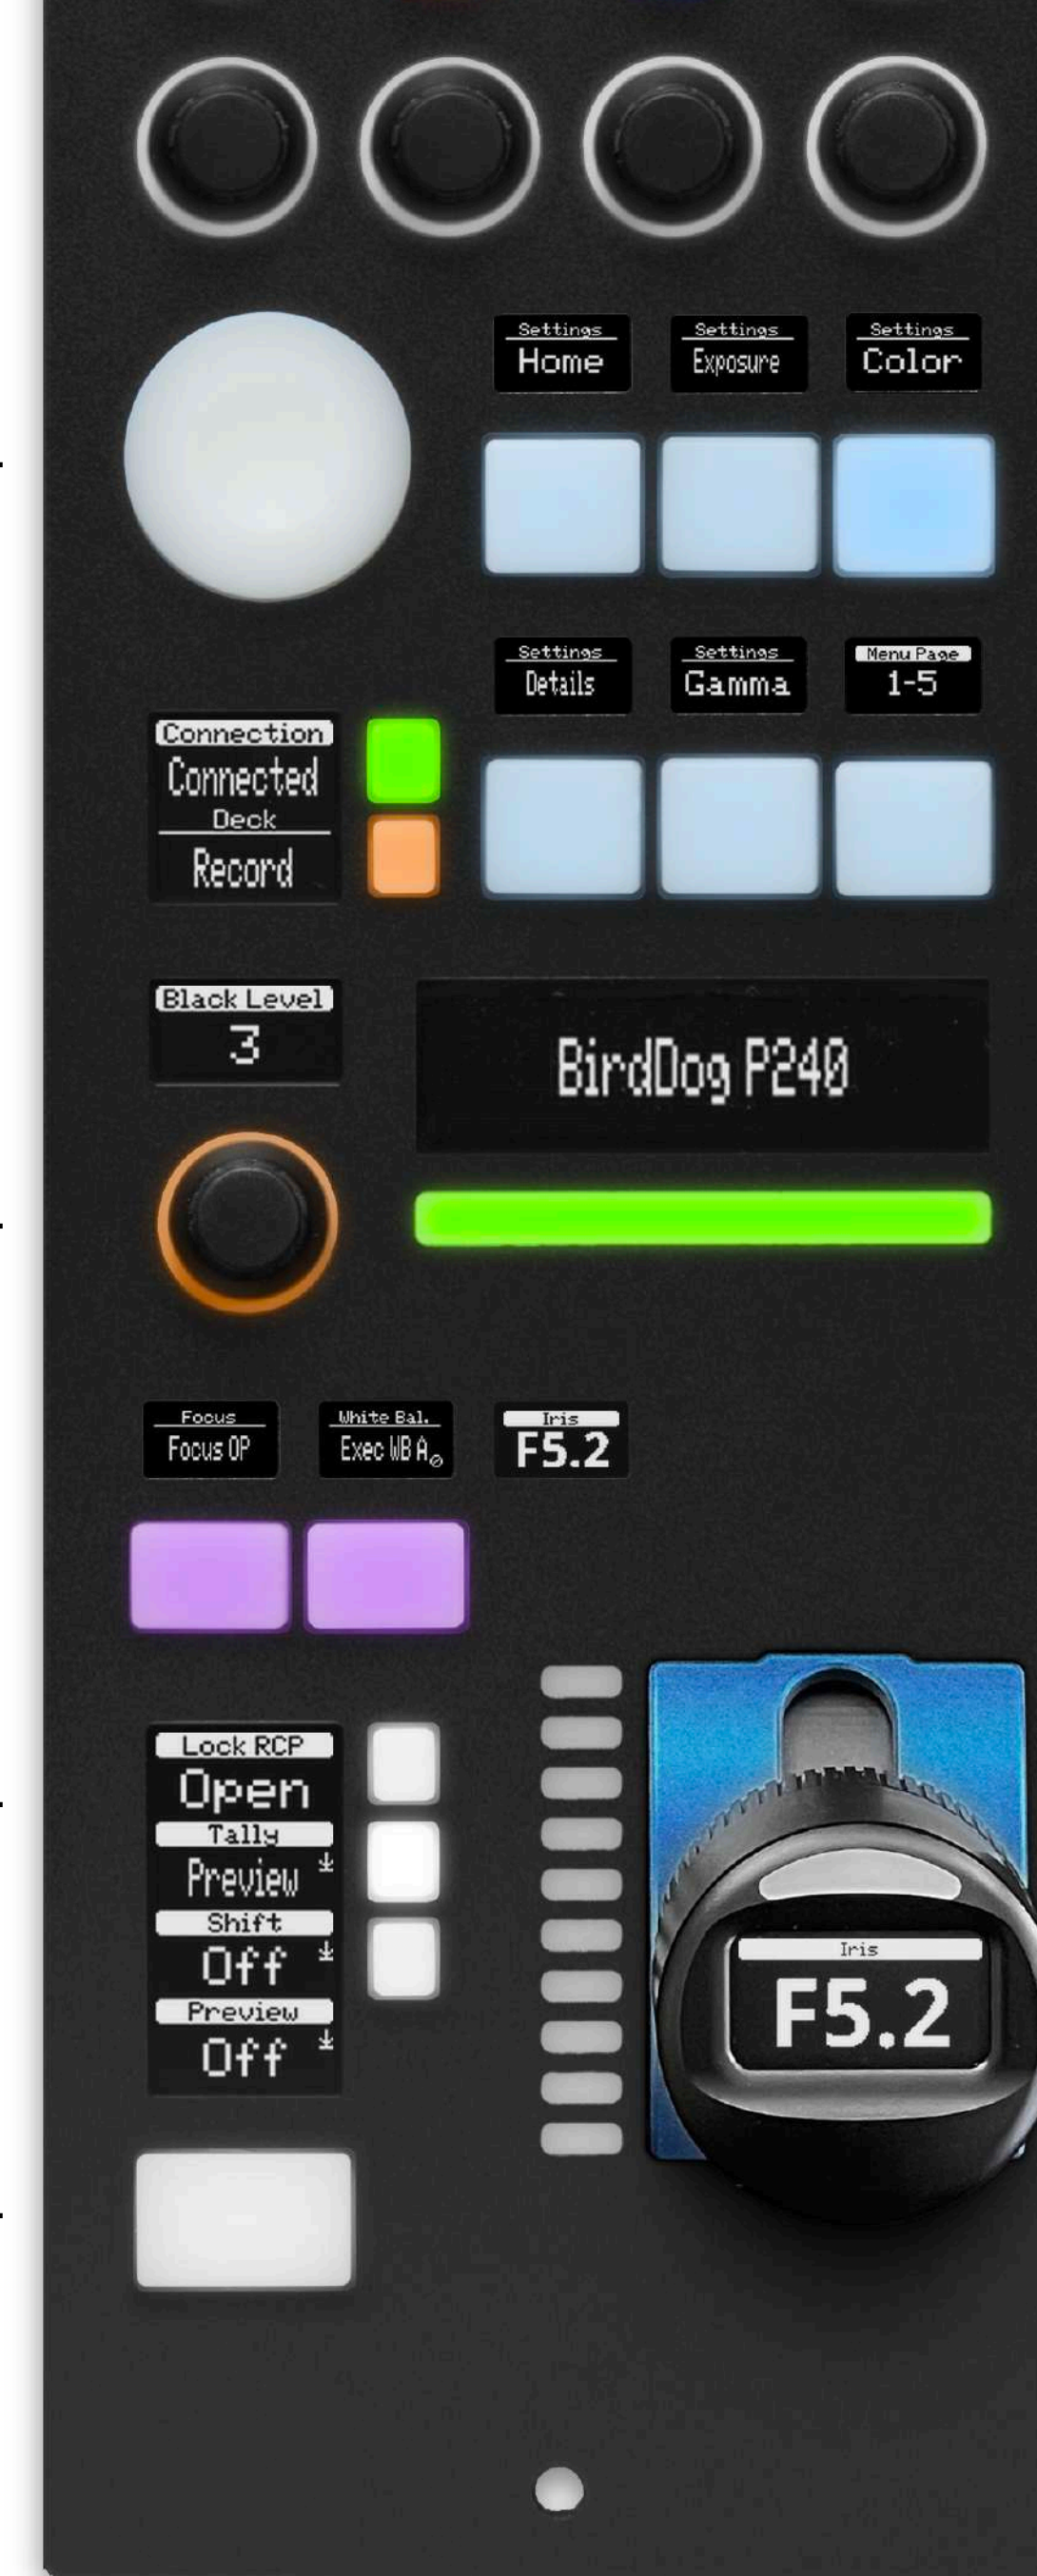 Settings
Home
Settings
Exposure
Settings
Color
Settings
Details
Settings
Gamma
Menu Page
1-5
Connection
Connected
Deck
Record
Black Level
3
BirdDog P240
Focus
Focus OP
White Bal.
Exec WB A
Iris
F5.2
Lock RCP
Open
Tally
Preview
Shift
Off
Preview
Off
Iris
F5.2